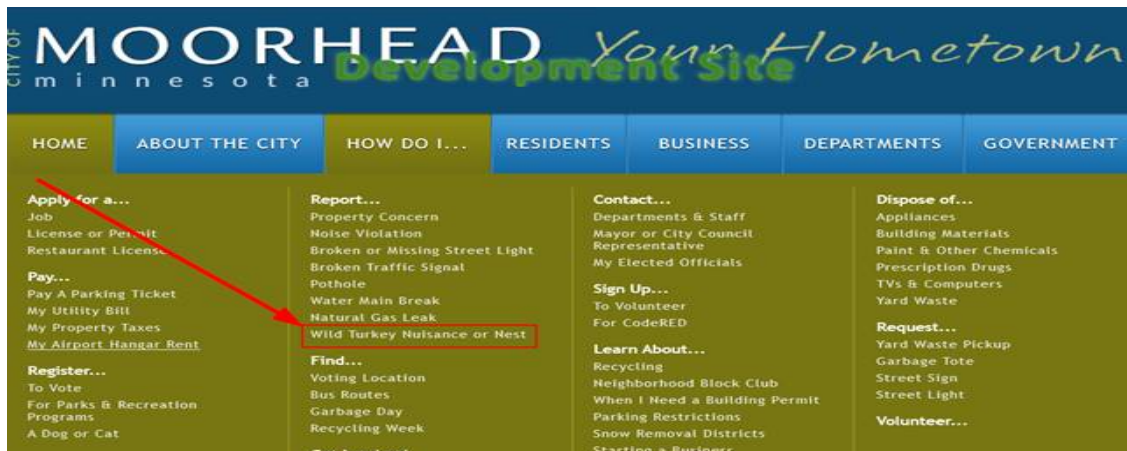 CITY OF
MOORHEAD Your Hometown
minnesota
Development Site
HOME ABOUT THE CITY HOW DO I... RESIDENTS BUSINESS DEPARTMENTS GOVERNMENT
Apply for a...
Job
License or Permit
Restaurant License
Pay...
Pay A Parking Ticket
My Utility Bill
My Property Taxes
My Airport Hangar Rent
Register...
To Vote
For Parks & Recreation
Programs
A Dog or Cat
Report...
Property Concern
Noise Violation
Broken or Missing Street Light
Broken Traffic Signal
Pothole
Water Main Break
Natural Gas Leak
Wild Turkey Nuisance or Nest
Find...
Voting Location
Bus Routes
Garbage Day
Recycling Week
Contact...
Departments & Staff
Mayor or City Council
Representative
My Elected Officials
Sign Up...
To Volunteer
For CodeRED
Learn About...
Recycling
Neighborhood Block Club
When I Need a Building Permit
Parking Restrictions
Snow Removal Districts
Starting a Business
Dispose of...
Appliances
Building Materials
Paint & Other Chemicals
Prescription Drugs
TVs & Computers
Yard Waste
Request...
Yard Waste Pickup
Garbage Tote
Street Sign
Street Light
Volunteer...